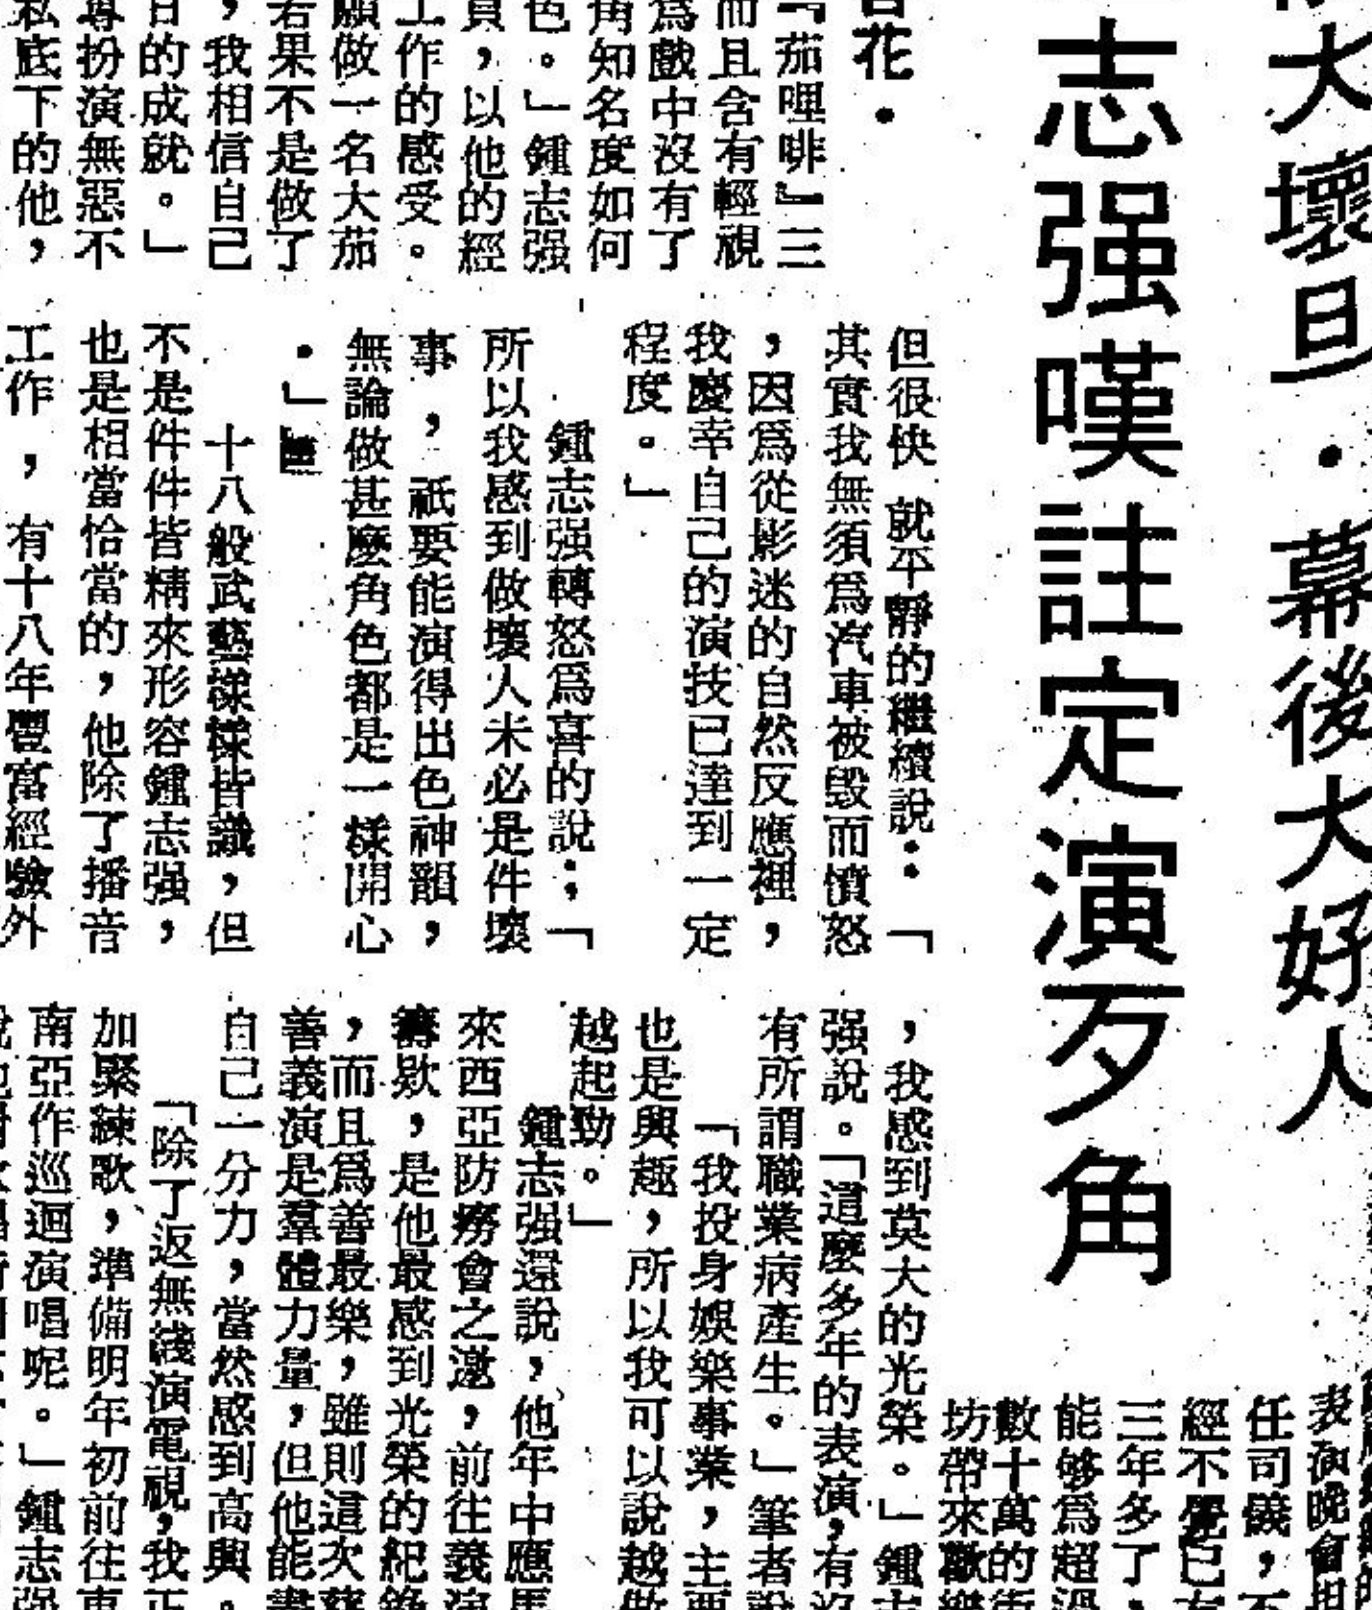 大壞旦·幕後大好人
志强嘆註定演歹角
花·
『茄哩啡』三
而且含有輕視
爲戲中沒有了
角知名度如何
色。」鍾志强
員，以他的經
工作的感受。
願做一名大茄
若果不是做了
，我相信自己
日的成就。」
專扮演無惡不
私底下的他，
但很快就平靜的繼續說：「
其實我無須爲汽車被毀而憤怒
，因爲從影迷的自然反應裡，
我慶幸自己的演技已達到一定
程度。」
鍾志强轉怒爲喜的說：「
所以我感到做壞人未必是件壞
事，祇要能演得出色神韻，
無論做甚麼角色都是一樣開心
。」
十八般武藝樣樣皆識，但
不是件件皆精來形容鍾志强，
也是相當恰當的，他除了播音
工作，有十八年豐富經驗外
，我感到莫大的光榮。」鍾志
强說。「這麼多年的表演，有沒
有所謂職業病產生。」筆者說
「我投身娛樂事業，主要
也是興趣，所以我可以說越做
越起勁。」
鍾志强還說，他年中應馬
來西亞防癆會之邀，前往義演
籌欵，是他最感到光榮的紀錄
，而且爲善最樂，雖則這次慈
善義演是羣體力量，但他能盡
自己一分力，當然感到高興。
「除了返無綫演電視，我正
加緊練歌，準備明年初前往東
南亞作巡迴演唱呢。」鍾志强
表演晚會担
任司儀，不
經不覺已有
三年多了，
能够爲超過
數十萬的街
坊帶來歡樂